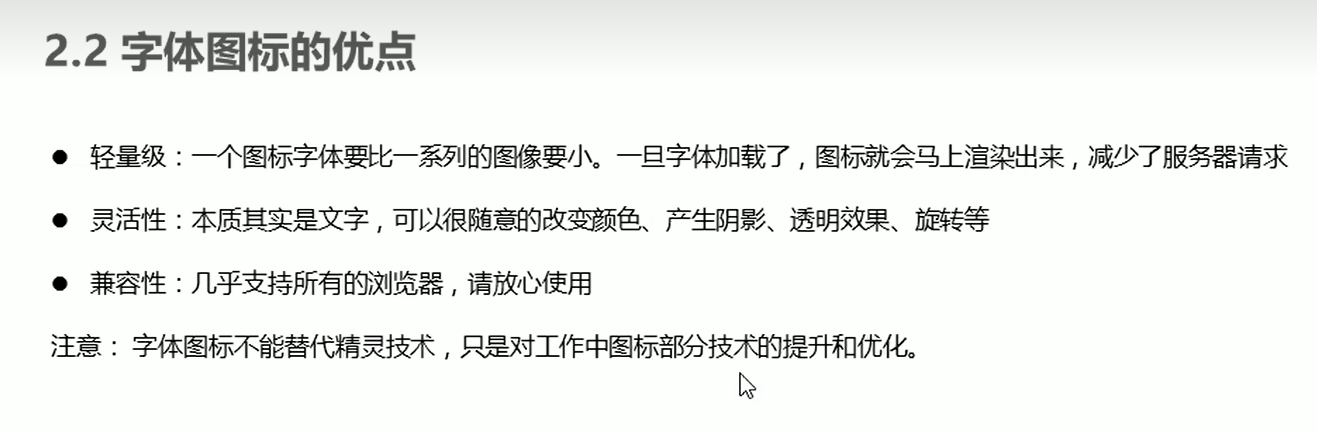 2.2 字体图标的优点
● 轻量级：一个图标字体要比一系列的图像要小。一旦字体加载了，图标就会马上渲染出来，减少了服务器请求
● 灵活性：本质其实是文字，可以很随意的改变颜色、产生阴影、透明效果、旋转等
● 兼容性：几乎支持所有的浏览器，请放心使用
注意： 字体图标不能替代精灵技术，只是对工作中图标部分技术的提升和优化。